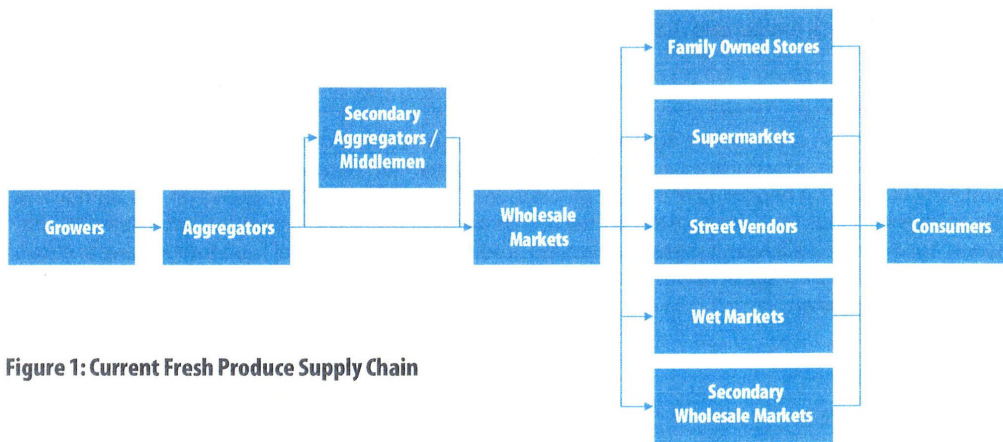 Family Owned Stores
Secondary
Aggregators /
Middlemen
Supermarkets
Growers
Aggregators
Wholesale
Markets
Street Vendors
Consumers
Wet Markets
Figure 1: Current Fresh Produce Supply Chain
Secondary
Wholesale Markets